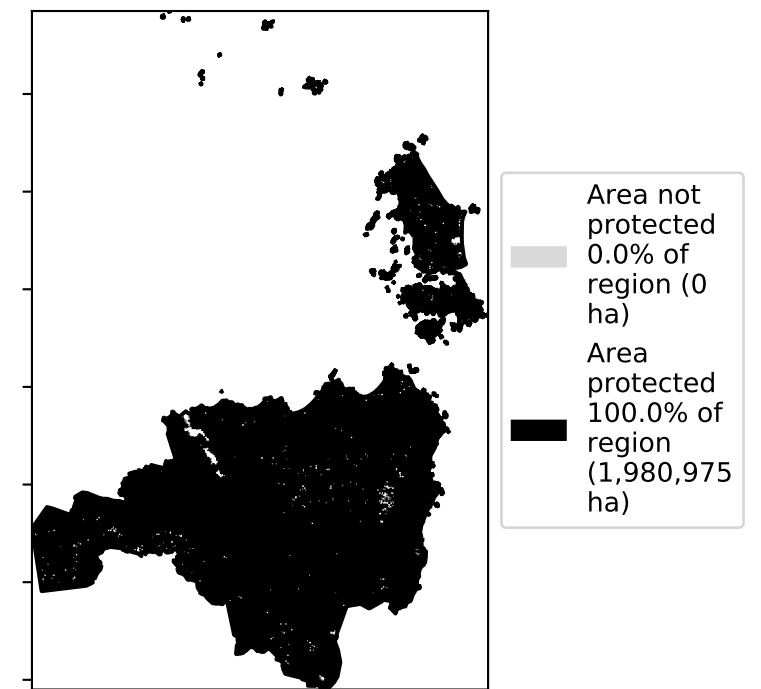 Area not
protected
0.0% of
region (0
ha)
Area
protected
100.0% of
region
(1,980,975
ha)